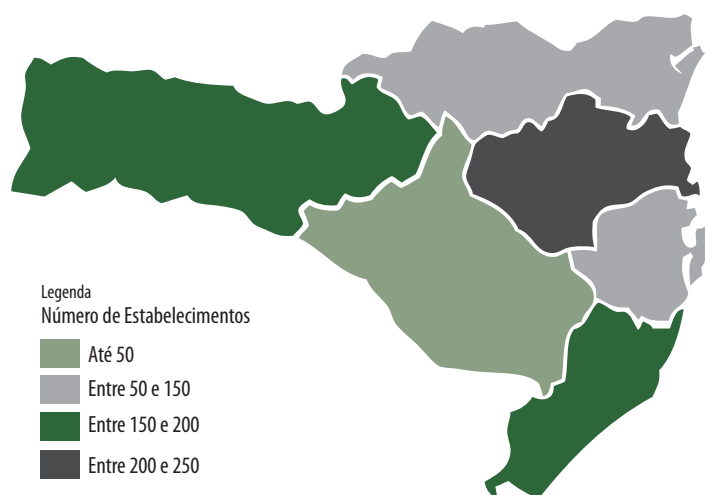 Legenda
Número de Estabelecimentos
Até 50
Entre 50 e 150
Entre 150 e 200
Entre 200 e 250